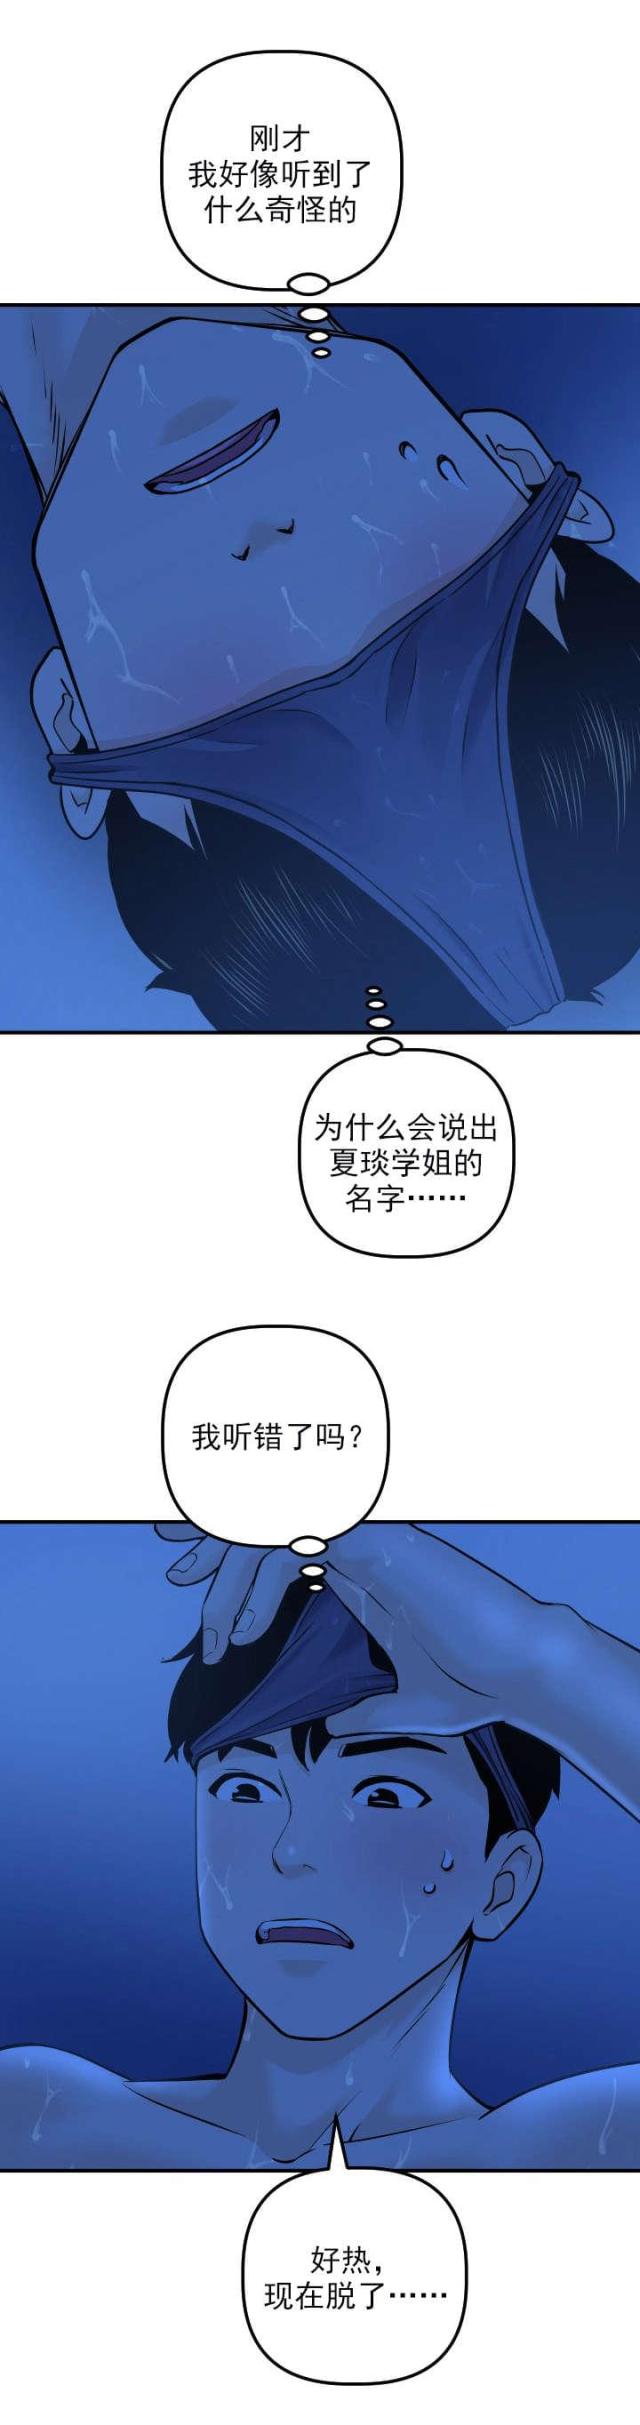 刚才
我好像听到了
什么奇怪的
为什么会说出
夏琰学姐的
名字……
我听错了吗？
好热，
现在脱了……